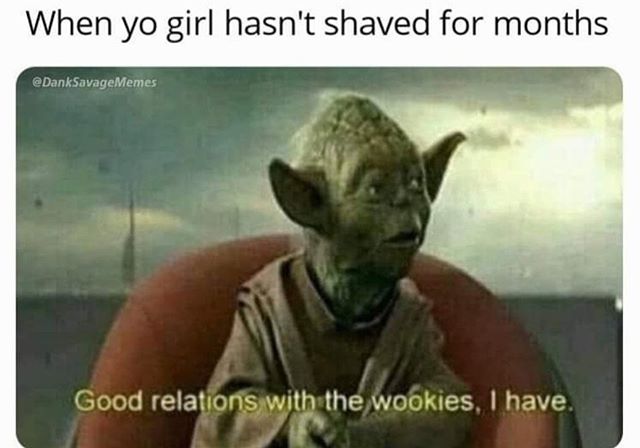 When yo girl hasn't shaved for months
@DankSavageMemes
Good relations with the wookies, I have.